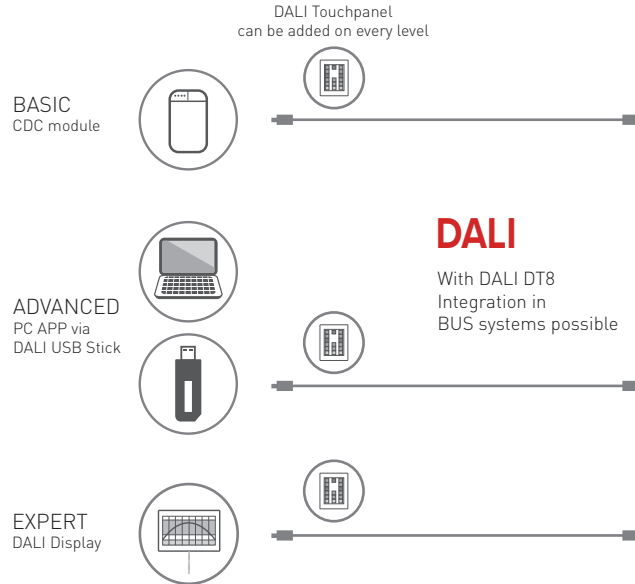 DALI Touchpanel
can be added on every level
BASIC
CDC module
DALI
With DALI DT8
Integration in
BUS systems possible
ADVANCED
PC APP via
DALI USB Stick
EXPERT
DALI Display